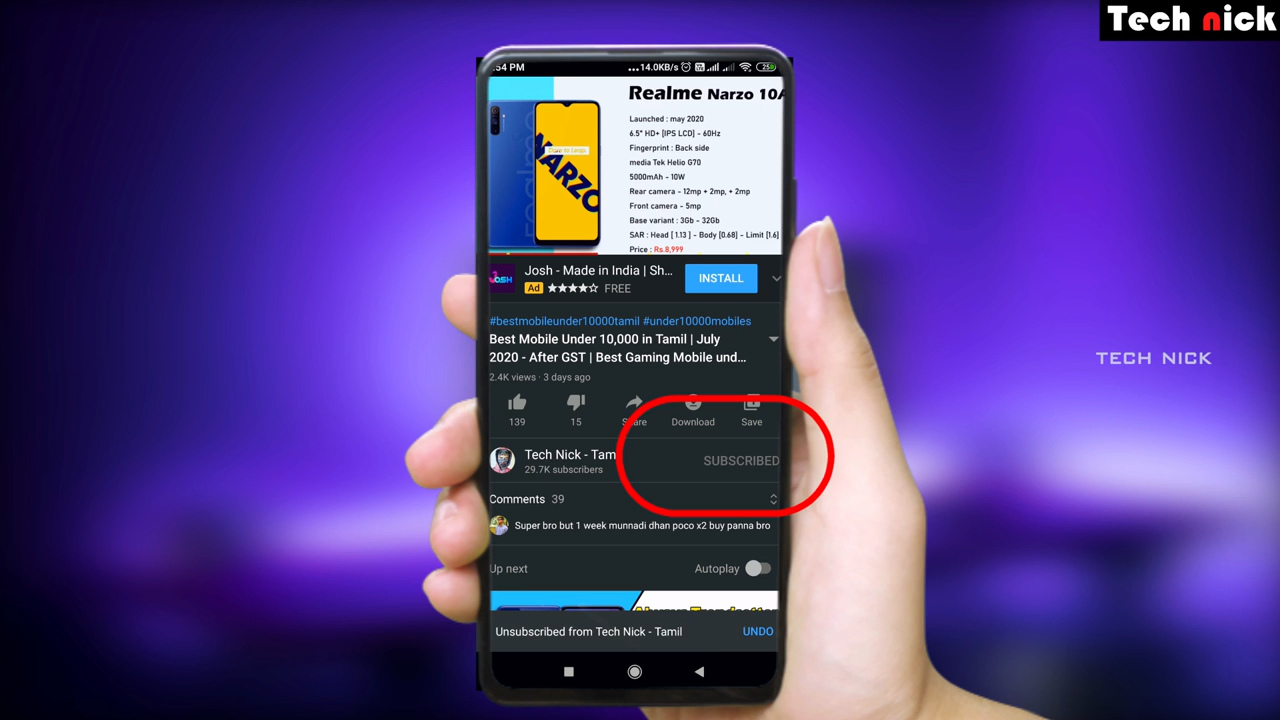 Tech nick
:54 PM
...14.0KB/s
25
Realme Narzo 10A
Launched : may 2020
6.5" HD+ [IPS LCD] - 60Hz
Fingerprint : Back side
media Tek Helio G70
5000mAh - 10W
Rear camera - 12mp + 2mp, + 2mp
Front camera - 5mp
Base variant : 3Gb - 32Gb
SAR : Head [ 1.13 ] - Body [0.68] - Limit [1.6]
Price : Rs.8,999
realme
NARZO
JOSH
Josh - Made in India | Sh...
INSTALL
Ad
FREE
#bestmobileunder10000tamil #under10000mobiles
Best Mobile Under 10,000 in Tamil | July
2020 - After GST | Best Gaming Mobile und...
2.4K views · 3 days ago
139 15 Share Download Save
Tech Nick - Tam
SUBSCRIBED
29.7K subscribers
Comments 39
Super bro but 1 week munnadi dhan poco x2 buy panna bro
Up next Autoplay
Unsubscribed from Tech Nick - Tamil UNDO
TECH NICK